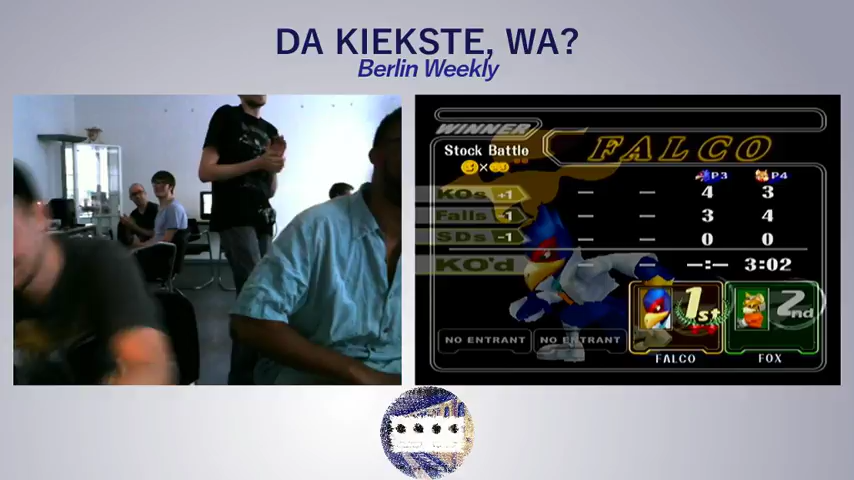 DA KIEKSTE, WA?
Berlin Weekly
WINNER
FALCO
Stock Battle
P3 P4
KOs +1 — — 4 3
Falls -1 — — 3 4
SDs -1 — — 0 0
KO'd — — –:– 3:02
1st 2nd
NO ENTRANT NO ENTRANT
FALCO FOX